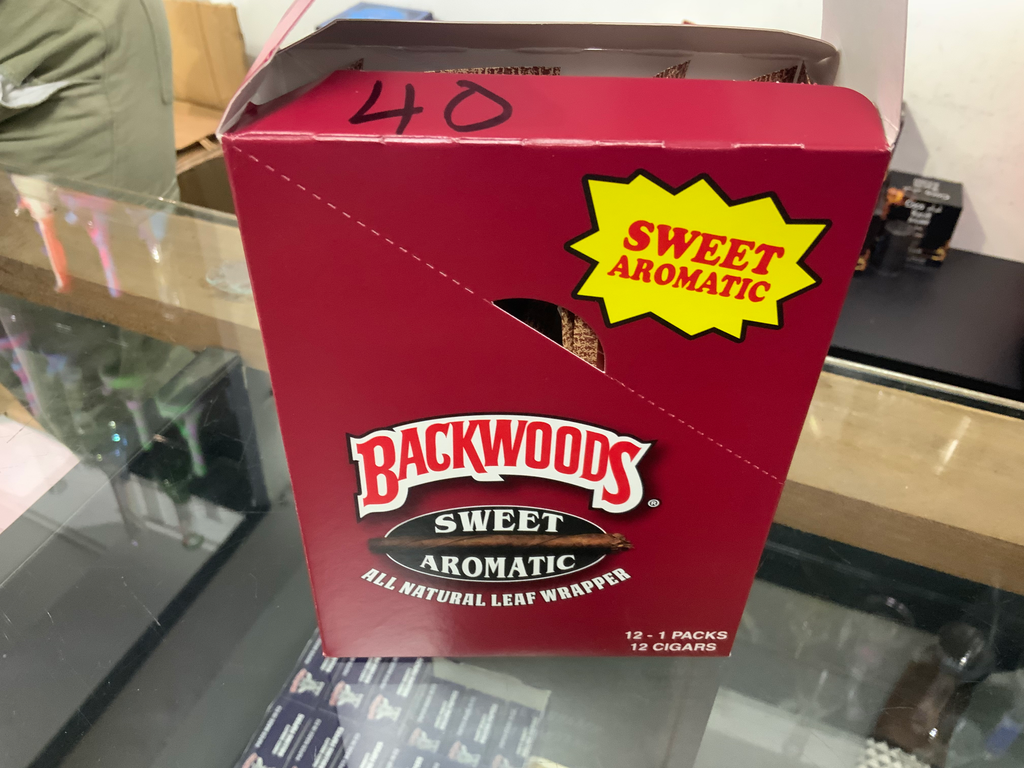 40
SWEET
AROMATIC
BACKWOODS®
SWEET
AROMATIC
ALL NATURAL LEAF WRAPPER
12 - 1 PACKS
12 CIGARS